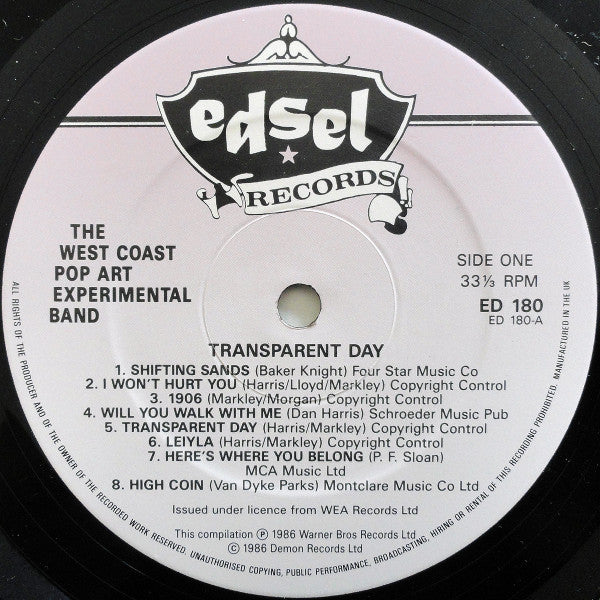 edsel
RECORDS
THE
WEST COAST
POP ART
EXPERIMENTAL
BAND
SIDE ONE
33⅓ RPM
ED 180
ED 180-A
TRANSPARENT DAY
1. SHIFTING SANDS (Baker Knight) Four Star Music Co
2. I WON'T HURT YOU (Harris/Lloyd/Markley) Copyright Control
3. 1906 (Markley/Morgan) Copyright Control
4. WILL YOU WALK WITH ME (Dan Harris) Schroeder Music Pub
5. TRANSPARENT DAY (Harris/Markley) Copyright Control
6. LEIYLA (Harris/Markley) Copyright Control
7. HERE'S WHERE YOU BELONG (P. F. Sloan)
MCA Music Ltd
8. HIGH COIN (Van Dyke Parks) Montclare Music Co Ltd
Issued under licence from WEA Records Ltd
This compilation ℗ 1986 Warner Bros Records Ltd
© 1986 Demon Records Ltd
ALL RIGHTS OF THE PRODUCER AND OF THE OWNER OF THE RECORDED WORK RESERVED. UNAUTHORISED COPYING, PUBLIC PERFORMANCE, BROADCASTING, HIRING OR RENTAL OF THIS RECORDING PROHIBITED. MANUFACTURED IN THE UK